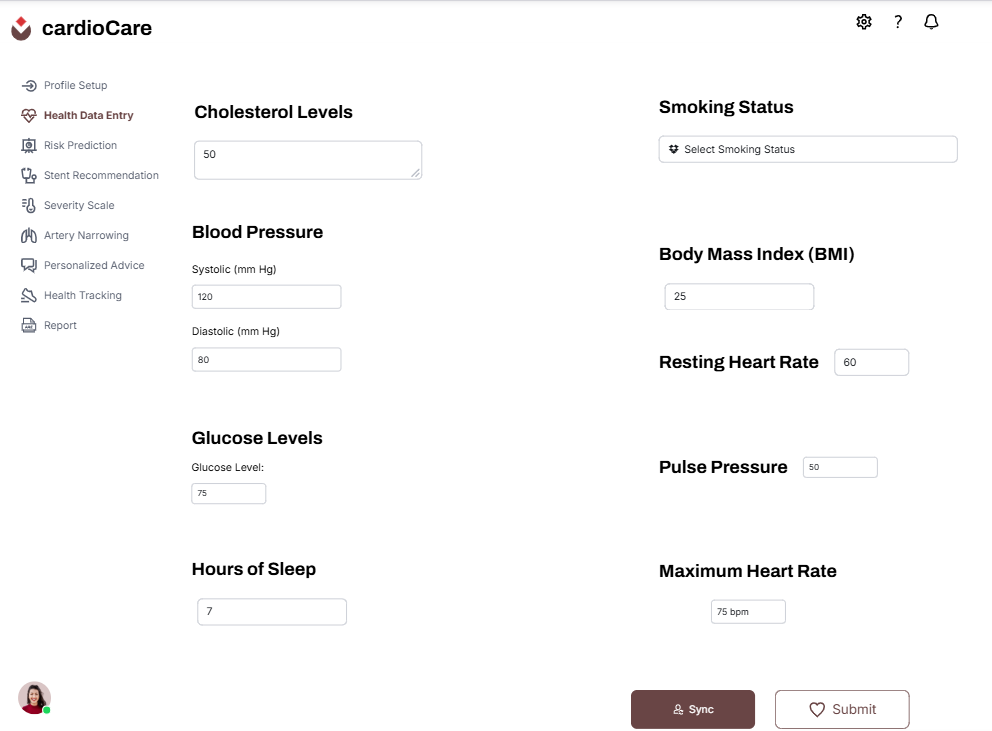 cardioCare
?
Profile Setup
Health Data Entry
Risk Prediction
Stent Recommendation
Severity Scale
Artery Narrowing
Personalized Advice
Health Tracking
Report
Cholesterol Levels
50
Blood Pressure
Systolic (mm Hg)
120
Diastolic (mm Hg)
80
Glucose Levels
Glucose Level:
75
Hours of Sleep
7
Smoking Status
Select Smoking Status
Body Mass Index (BMI)
25
Resting Heart Rate 60
Pulse Pressure 50
Maximum Heart Rate
75 bpm
Sync
Submit